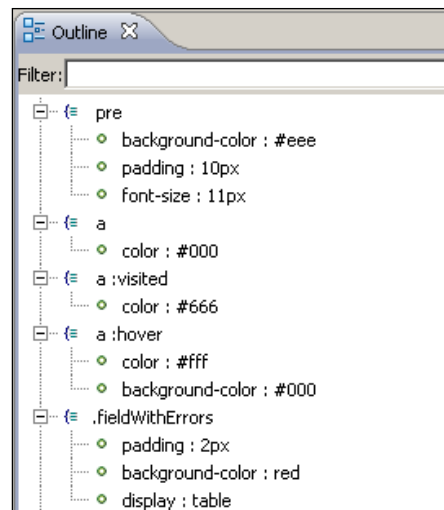 Outline
Filter:
pre
background-color : #eee
padding : 10px
font-size : 11px
a
color : #000
a :visited
color : #666
a :hover
color : #fff
background-color : #000
.fieldWithErrors
padding : 2px
background-color : red
display : table